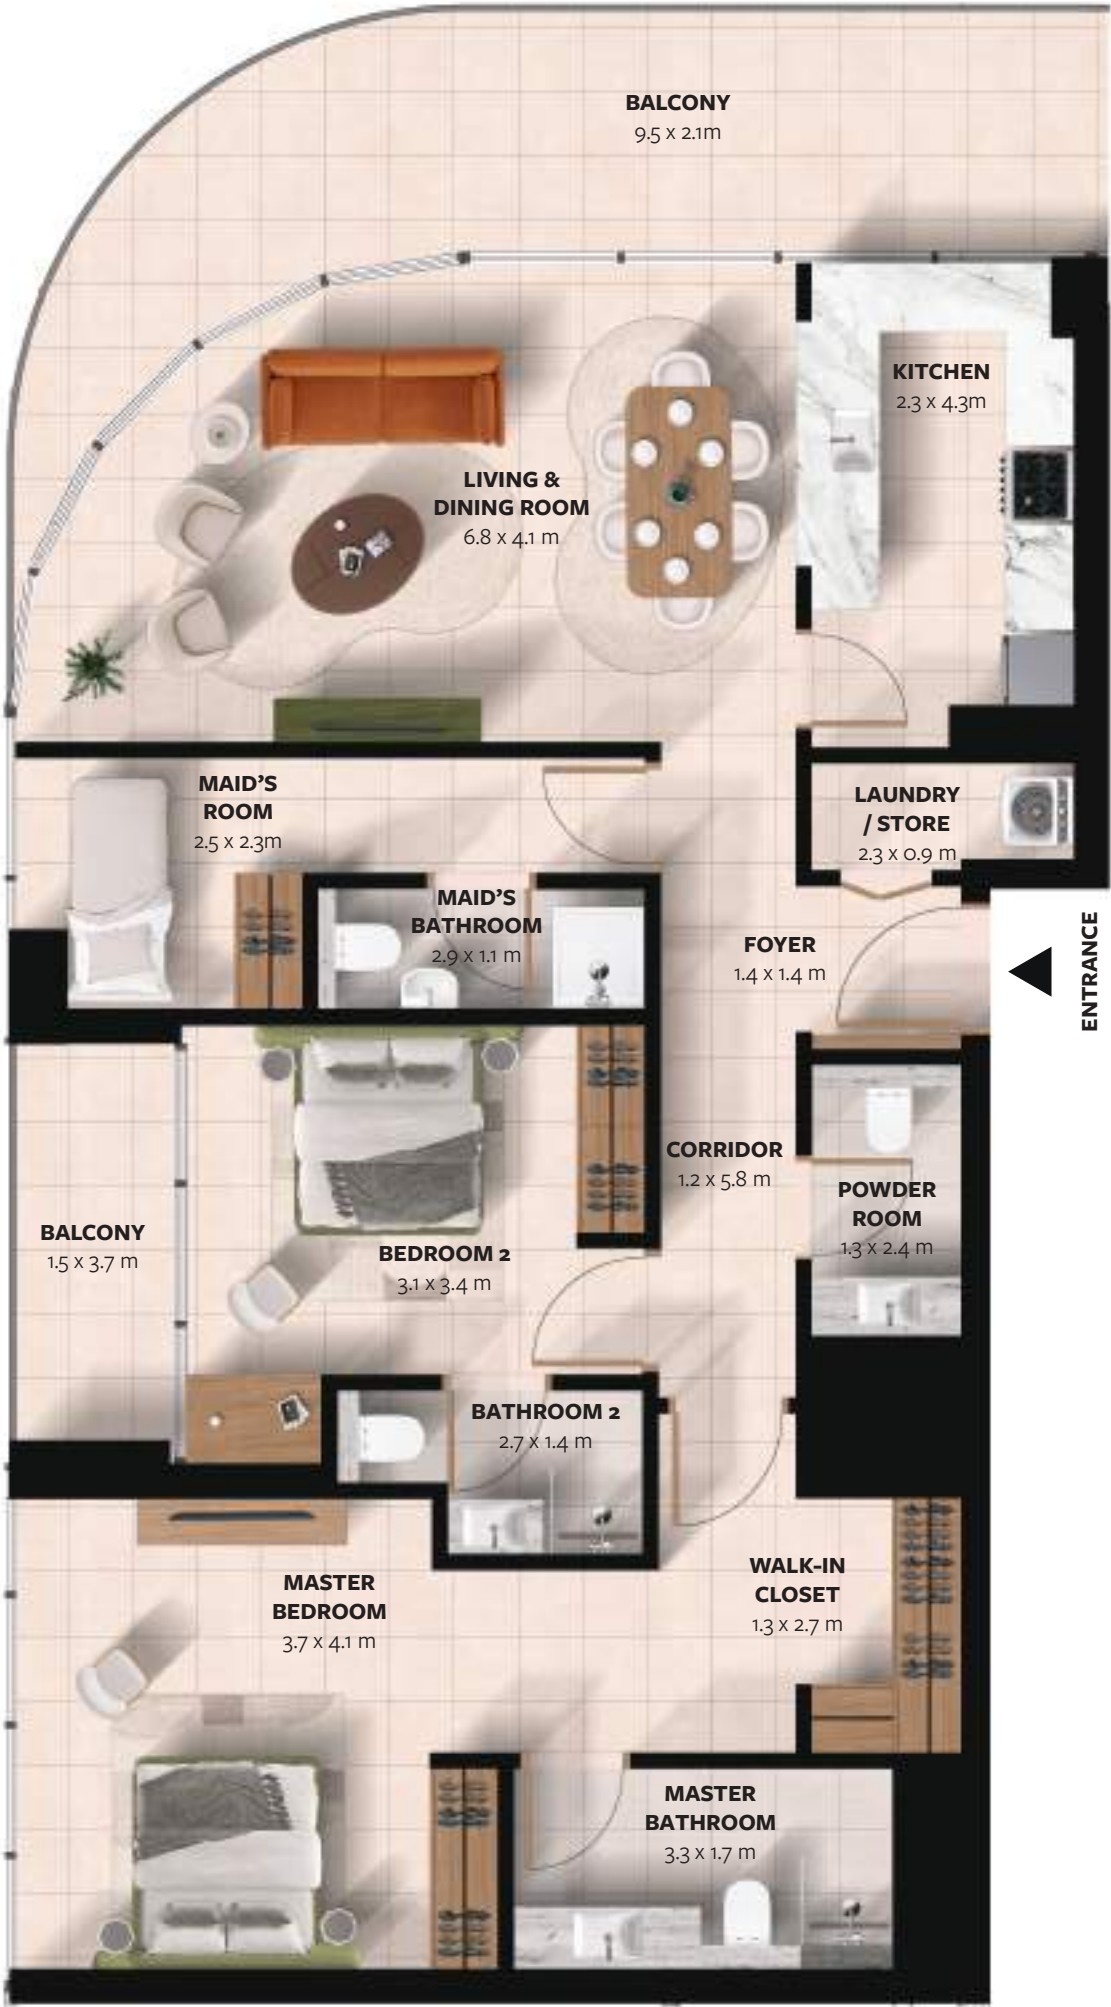 BALCONY
9.5 x 2.1m
KITCHEN
2.3 x 4.3m
LIVING &
DINING ROOM
6.8 x 4.1 m
MAID'S
ROOM
2.5 x 2.3m
LAUNDRY
/ STORE
2.3 x 0.9 m
MAID'S
BATHROOM
2.9 x 1.1 m
FOYER
1.4 x 1.4 m
ENTRANCE
CORRIDOR
1.2 x 5.8 m
POWDER
ROOM
1.3 x 2.4 m
BALCONY
1.5 x 3.7 m
BEDROOM 2
3.1 x 3.4 m
BATHROOM 2
2.7 x 1.4 m
MASTER
BEDROOM
3.7 x 4.1 m
WALK-IN
CLOSET
1.3 x 2.7 m
MASTER
BATHROOM
3.3 x 1.7 m